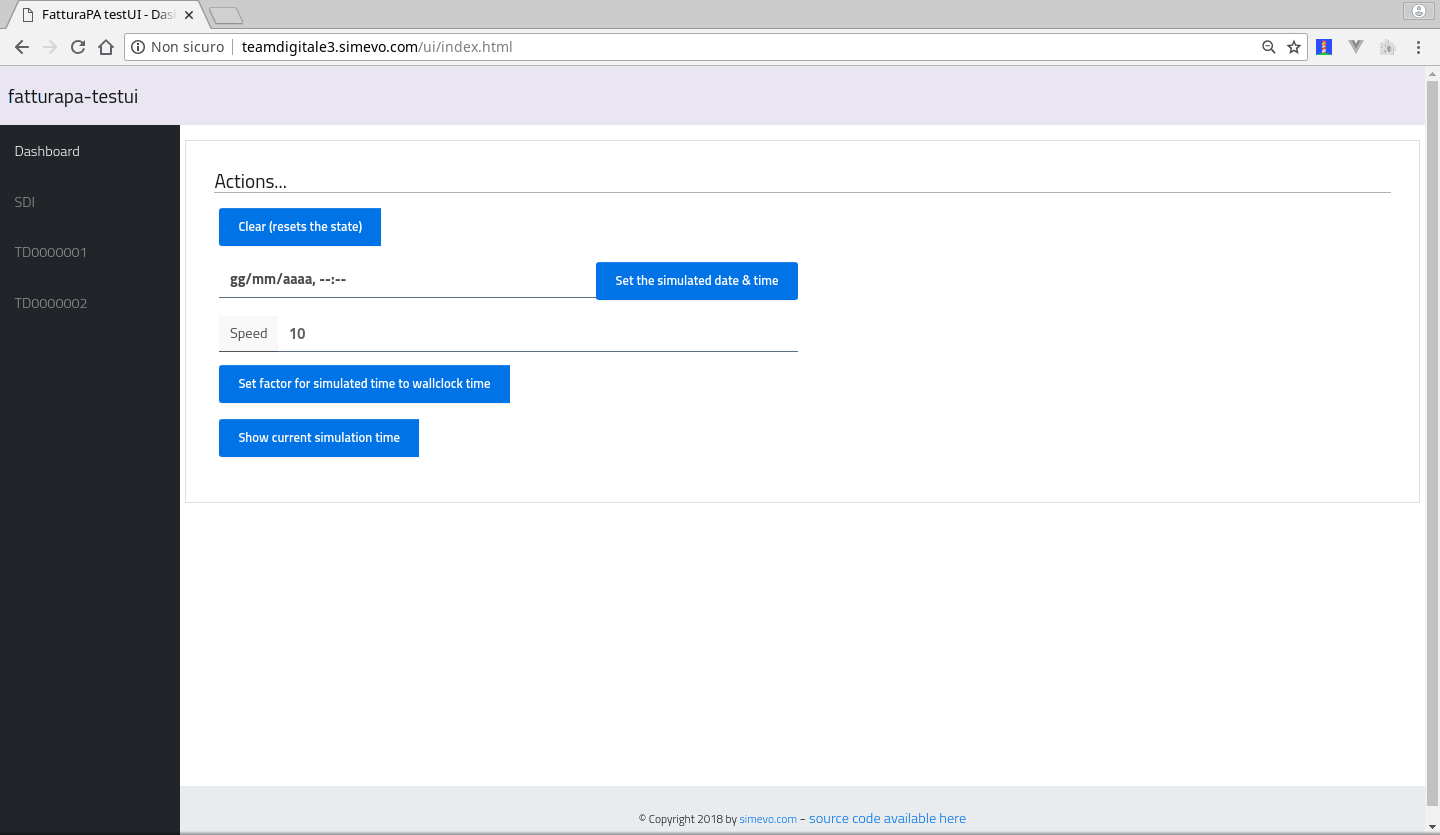 FatturaPA testUI - Das
Non sicuro teamdigitale3.simevo.com/ui/index.html
fatturapa-testui
Dashboard
SDI
TD0000001
TD0000002
Actions...
Clear (resets the state)
gg/mm/aaaa, --:--
Set the simulated date & time
Speed 10
Set factor for simulated time to wallclock time
Show current simulation time
© Copyright 2018 by simevo.com - source code available here